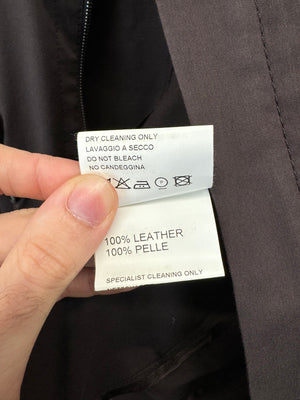 DRY CLEANING ONLY
LAVAGGIO A SECCO
DO NOT BLEACH
NO CANDEGGINA
100% LEATHER
100% PELLE
SPECIALIST CLEANING ONLY